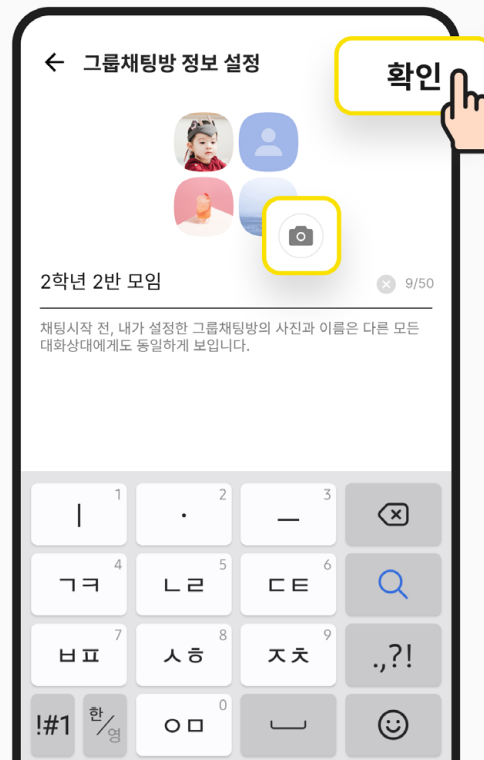 그룹채팅방 정보 설정
확인
2학년 2반 모임
9/50
채팅시작 전, 내가 설정한 그룹채팅방의 사진과 이름은 다른 모든
대화상대에게도 동일하게 보입니다.
ㅣ 1
· 2
ㅡ 3
ㄱㅋ 4
ㄴㄹ 5
ㄷㅌ 6
ㅂㅍ 7
ㅅㅎ 8
ㅈㅊ 9
.,?!
!#1
한/영
ㅇㅁ 0